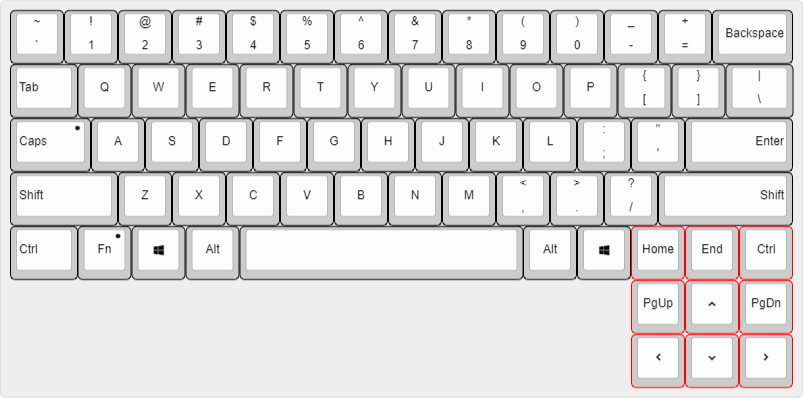 ~ ! @ # $ % ^ & * ( ) _ +
` 1 2 3 4 5 6 7 8 9 0 - = Backspace
Tab Q W E R T Y U I O P { } |
[ ] \
Caps A S D F G H J K L : " Enter
; '
Shift Z X C V B N M < > ? Shift
, . /
Ctrl Fn Alt Alt Home End Ctrl
PgUp ^ PgDn
< v >